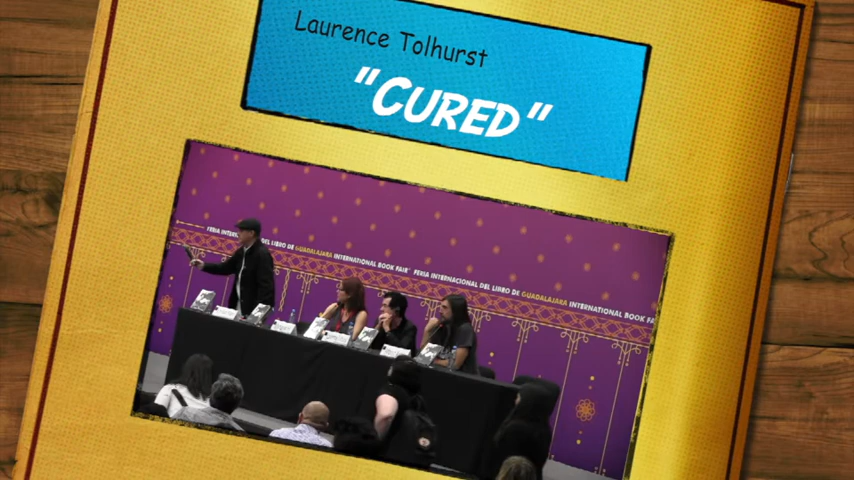 Laurence Tolhurst
"CURED"
FERIA INTERNACIONAL DEL LIBRO DE GUADALAJARA INTERNATIONAL BOOK FAIR FERIA INTERNACIONAL DEL LIBRO DE GUADALAJARA INTERNATIONAL BOOK